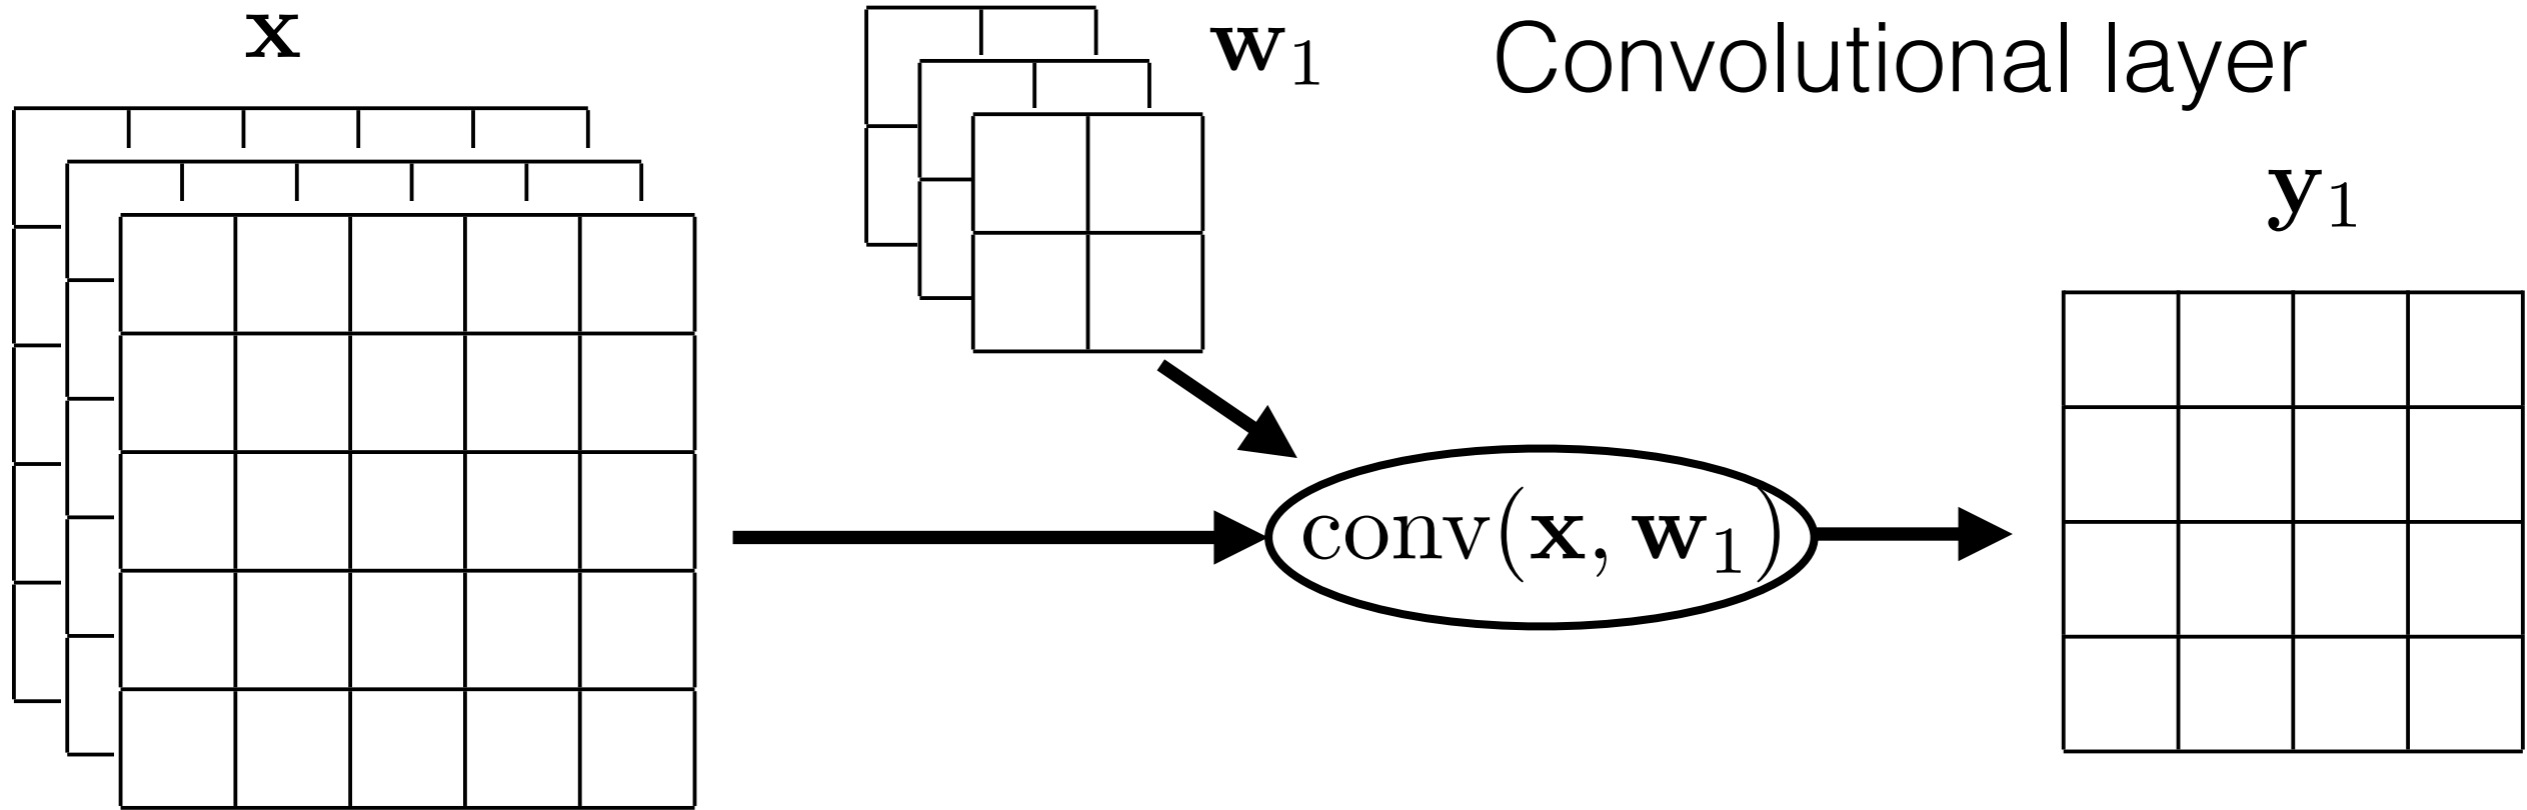 x
w₁
Convolutional layer
y₁
conv(x, w₁)